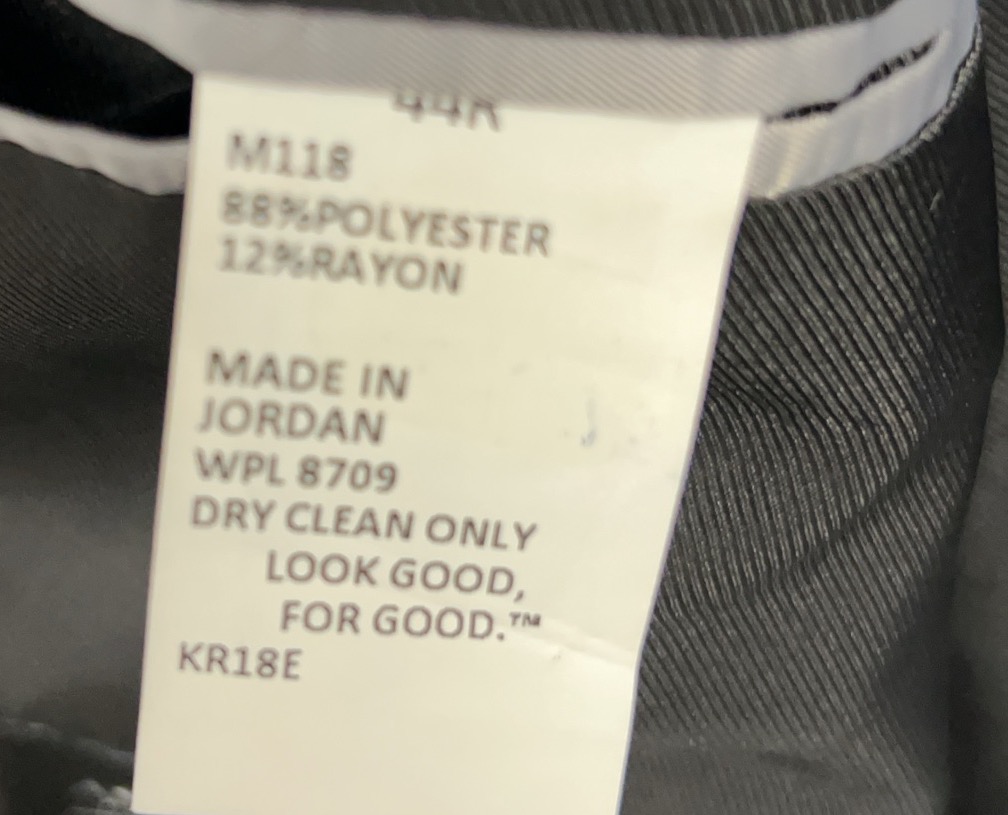 44R
M118
88%POLYESTER
12%RAYON
MADE IN
JORDAN
WPL 8709
DRY CLEAN ONLY
LOOK GOOD,
FOR GOOD.™
KR18E